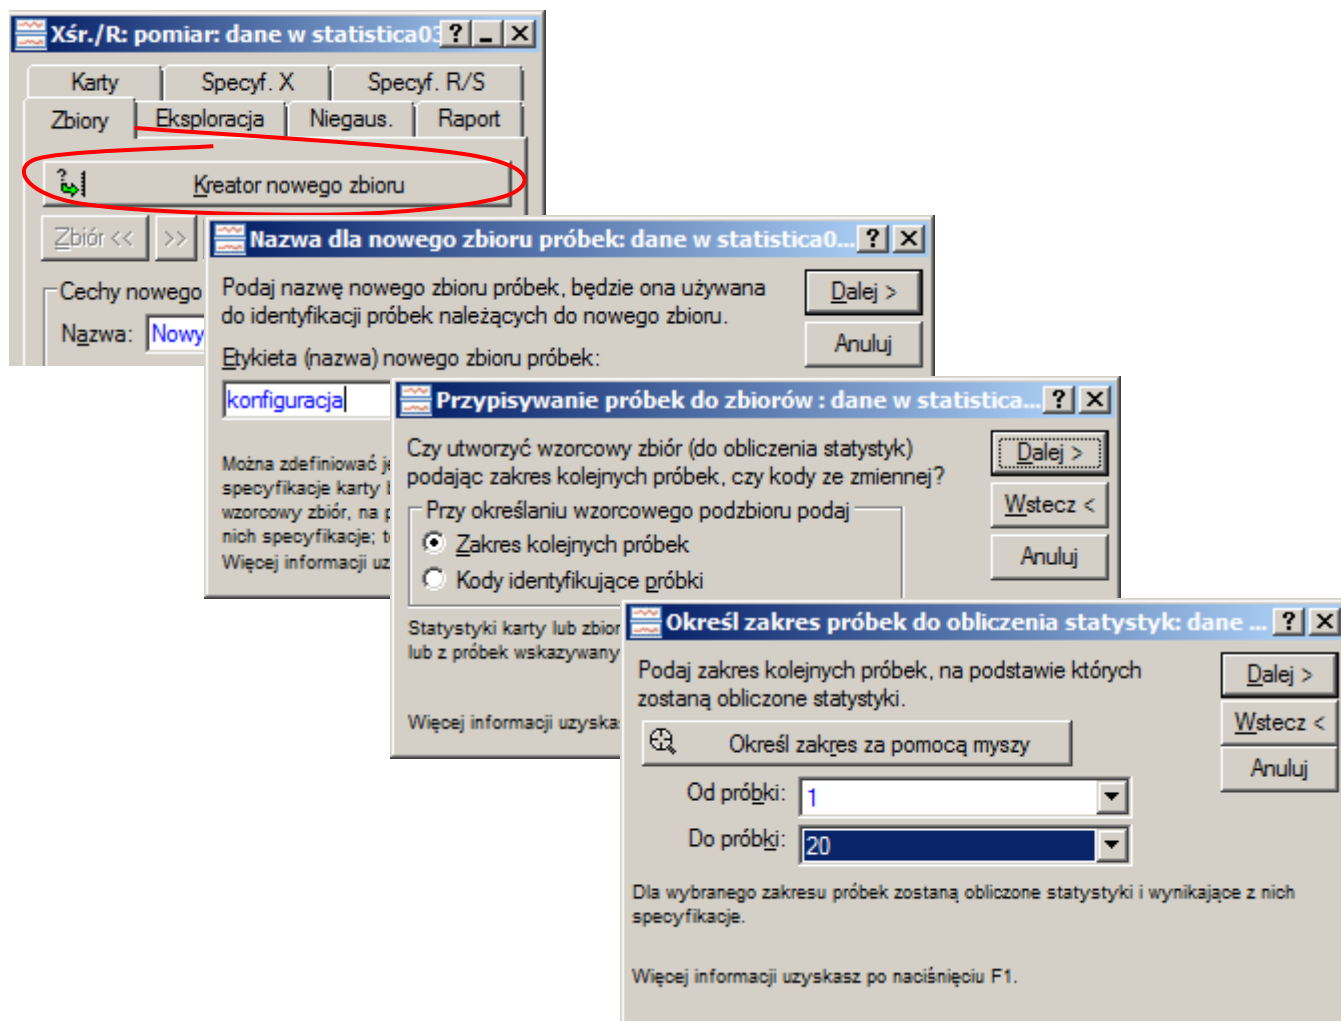 Xśr./R: pomiar: dane w statistica03
Karty Specyf. X Specyf. R/S
Zbiory Eksploracja Niegaus. Raport
Kreator nowego zbioru
Zbiór << >>
Cechy nowego
Nazwa: Nowy
Nazwa dla nowego zbioru próbek: dane w statistica0...
Podaj nazwę nowego zbioru próbek, będzie ona używana
do identyfikacji próbek należących do nowego zbioru.
Dalej >
Anuluj
Etykieta (nazwa) nowego zbioru próbek:
konfiguracja
Można zdefiniować
specyfikacje karty
wzorcowy zbiór, na
nich specyfikacje;
Więcej informacji
Przypisywanie próbek do zbiorów : dane w statistica...
Czy utworzyć wzorcowy zbiór (do obliczenia statystyk)
podając zakres kolejnych próbek, czy kody ze zmiennej?
Dalej >
Wstecz <
Anuluj
Przy określaniu wzorcowego podzbioru podaj
Zakres kolejnych próbek
Kody identyfikujące próbki
Statystyki karty lub zbior
lub z próbek wskazywany
Więcej informacji uzyska
Określ zakres próbek do obliczenia statystyk: dane ...
Podaj zakres kolejnych próbek, na podstawie których
zostaną obliczone statystyki.
Dalej >
Wstecz <
Anuluj
Określ zakres za pomocą myszy
Od próbki: 1
Do próbki: 20
Dla wybranego zakresu próbek zostaną obliczone statystyki i wynikające z nich
specyfikacje.
Więcej informacji uzyskasz po naciśnięciu F1.